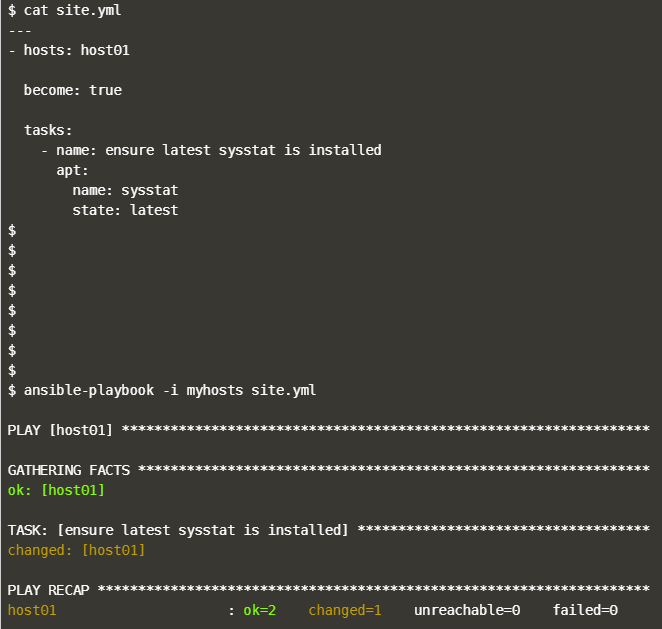 $ cat site.yml
---
- hosts: host01
become: true
tasks:
- name: ensure latest sysstat is installed
apt:
name: sysstat
state: latest
$
$
$
$
$
$
$
$
$ ansible-playbook -i myhosts site.yml
PLAY [host01] *****************************************************************
GATHERING FACTS ***************************************************************
ok: [host01]
TASK: [ensure latest sysstat is installed] ************************************
changed: [host01]
PLAY RECAP ********************************************************************
host01                     : ok=2    changed=1    unreachable=0    failed=0